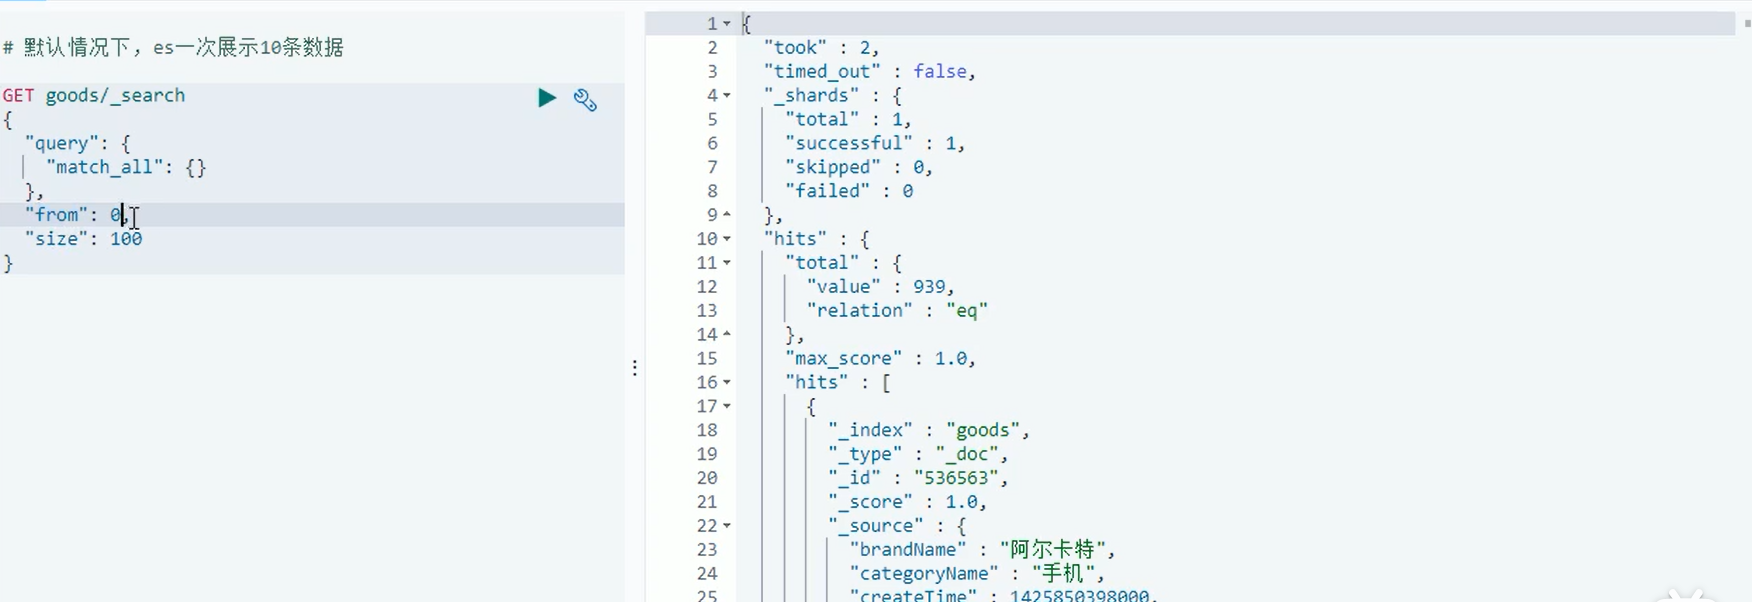 # 默认情况下，es一次展示10条数据
GET goods/_search
{
"query": {
"match_all": {}
},
"from": 0,
"size": 100
}
1 {
2 "took" : 2,
3 "timed_out" : false,
4 "_shards" : {
5 "total" : 1,
6 "successful" : 1,
7 "skipped" : 0,
8 "failed" : 0
9 },
10 "hits" : {
11 "total" : {
12 "value" : 939,
13 "relation" : "eq"
14 },
15 "max_score" : 1.0,
16 "hits" : [
17 {
18 "_index" : "goods",
19 "_type" : "_doc",
20 "_id" : "536563",
21 "_score" : 1.0,
22 "_source" : {
23 "brandName" : "阿尔卡特",
24 "categoryName" : "手机",
25 "createTime" : 1425850398000,